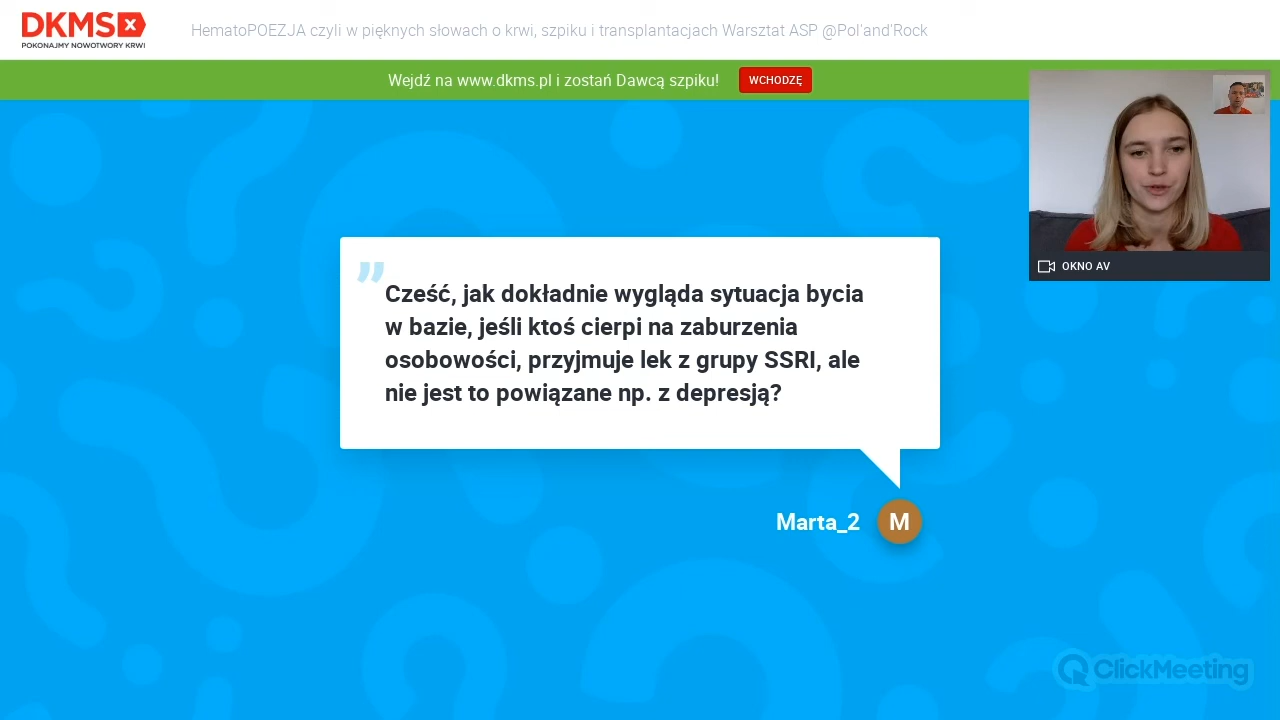 DKMS
POKONAJMY NOWOTWORY KRWI
HematoPOEZJA czyli w pięknych słowach o krwi, szpiku i transplantacjach Warsztat ASP @Pol'and'Rock
Wejdź na www.dkms.pl i zostań Dawcą szpiku!
WCHODZĘ
OKNO AV
”
Cześć, jak dokładnie wygląda sytuacja bycia
w bazie, jeśli ktoś cierpi na zaburzenia
osobowości, przyjmuje lek z grupy SSRI, ale
nie jest to powiązane np. z depresją?
Marta_2
M
ClickMeeting